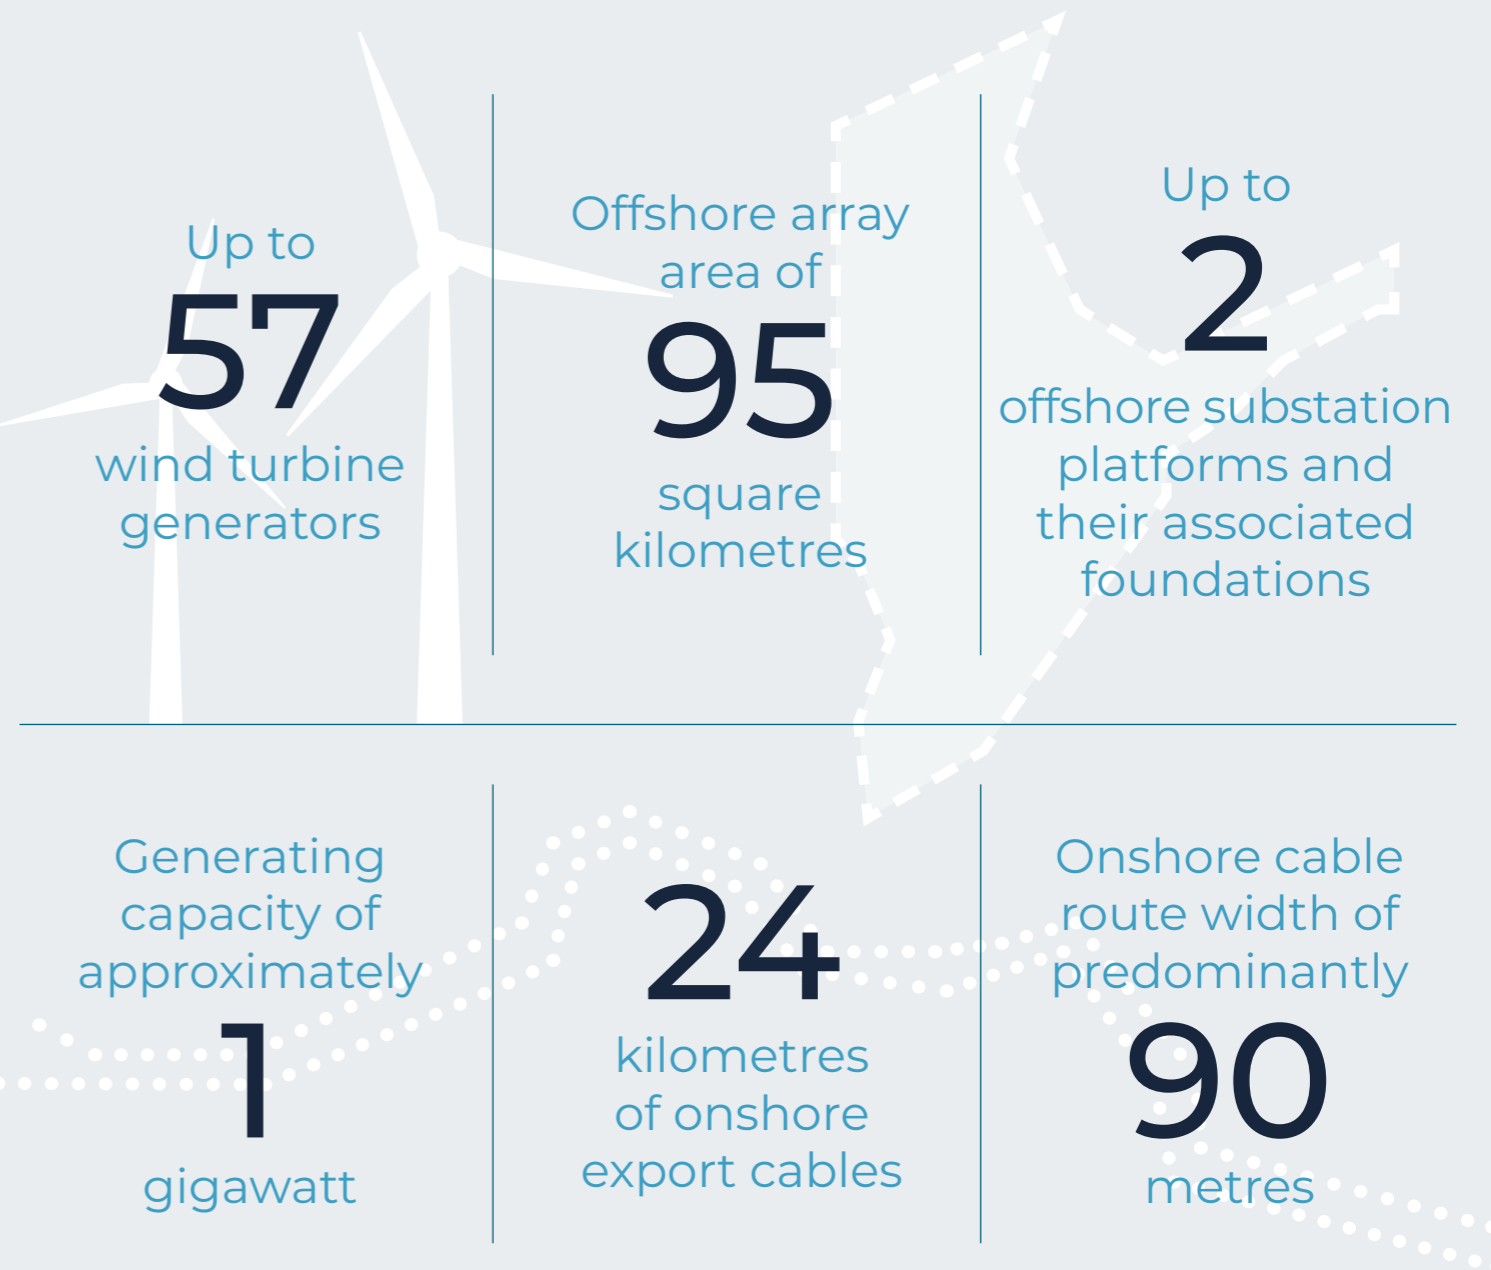 Up to
57
wind turbine
generators
Offshore array
area of
95
square
kilometres
Up to
2
offshore substation
platforms and
their associated
foundations
Generating
capacity of
approximately
1
gigawatt
24
kilometres
of onshore
export cables
Onshore cable
route width of
predominantly
90
metres